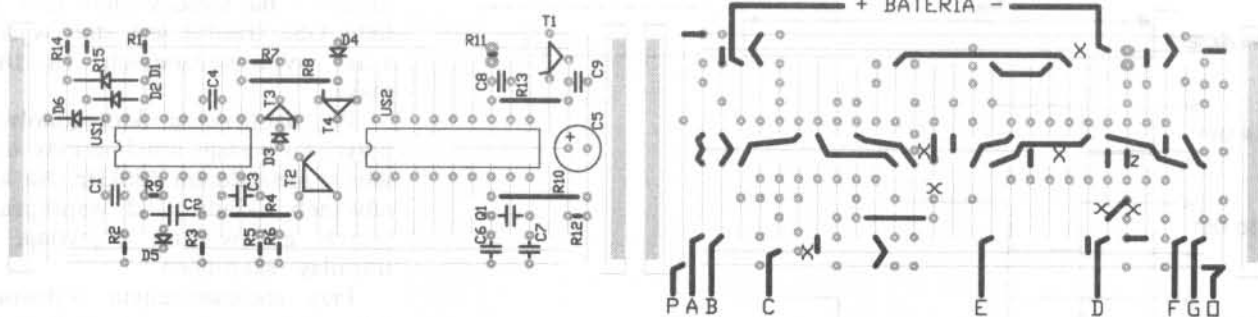 + BATERIA -
T1
R14
R1
D4
R11
R15
R7
D1
R8
C8
R13
C9
D2
C4
D6
T3
US2
T4
US1
C5
+
D3
T2
C1
R9
C3
R10
C2
R4
Q1
R2
R3
R5
R6
R12
D5
C6
C7
Z
P A B C E D F G O